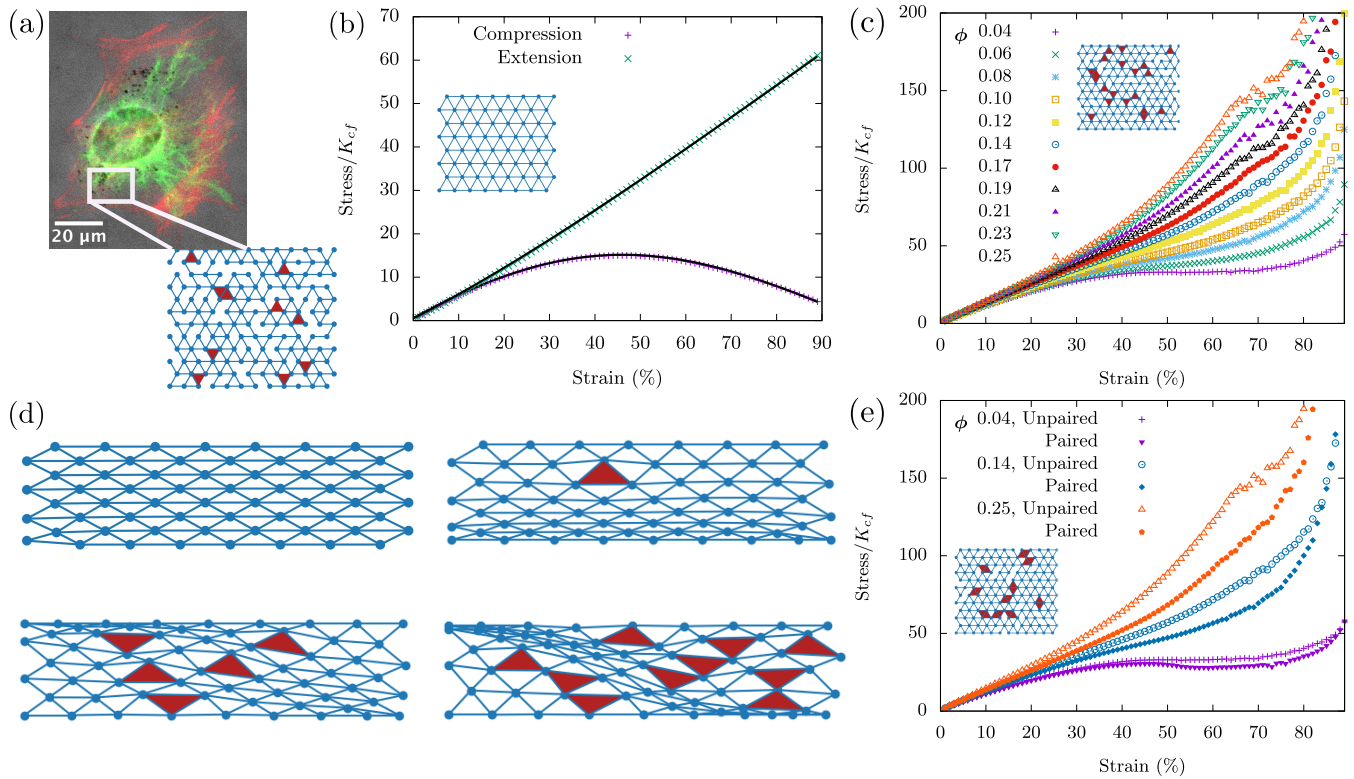 (a)
20 μm
(b)
Stress/K_cf
70
60
50
40
30
20
10
0
Compression
Extension
0 10 20 30 40 50 60 70 80 90
Strain (%)
(c)
Stress/K_cf
200
150
100
50
0
ϕ 0.04
0.06
0.08
0.10
0.12
0.14
0.17
0.19
0.21
0.23
0.25
0 10 20 30 40 50 60 70 80
Strain (%)
(d)
(e)
Stress/K_cf
200
150
100
50
0
ϕ 0.04, Unpaired
Paired
0.14, Unpaired
Paired
0.25, Unpaired
Paired
0 10 20 30 40 50 60 70 80
Strain (%)